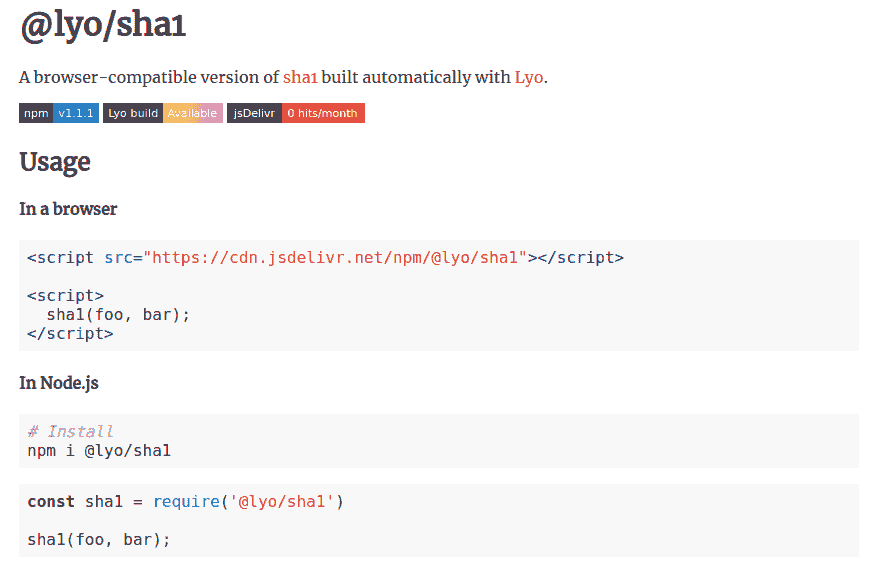 @lyo/sha1
A browser-compatible version of sha1 built automatically with Lyo.
npm v1.1.1 Lyo build Available jsDelivr 0 hits/month
Usage
In a browser
<script src="https://cdn.jsdelivr.net/npm/@lyo/sha1"></script>
<script>
sha1(foo, bar);
</script>
In Node.js
# Install
npm i @lyo/sha1
const sha1 = require('@lyo/sha1')
sha1(foo, bar);